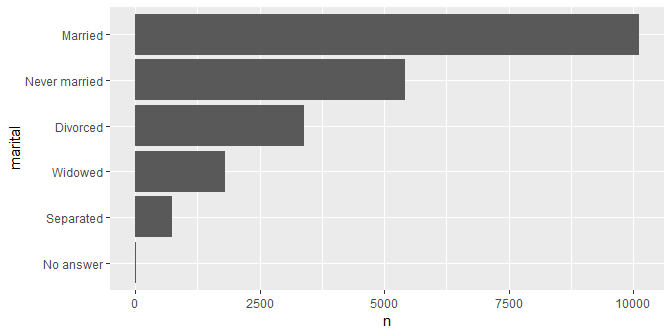 Married
Never married
Divorced
Widowed
Separated
No answer
marital
0 2500 5000 7500 10000
n